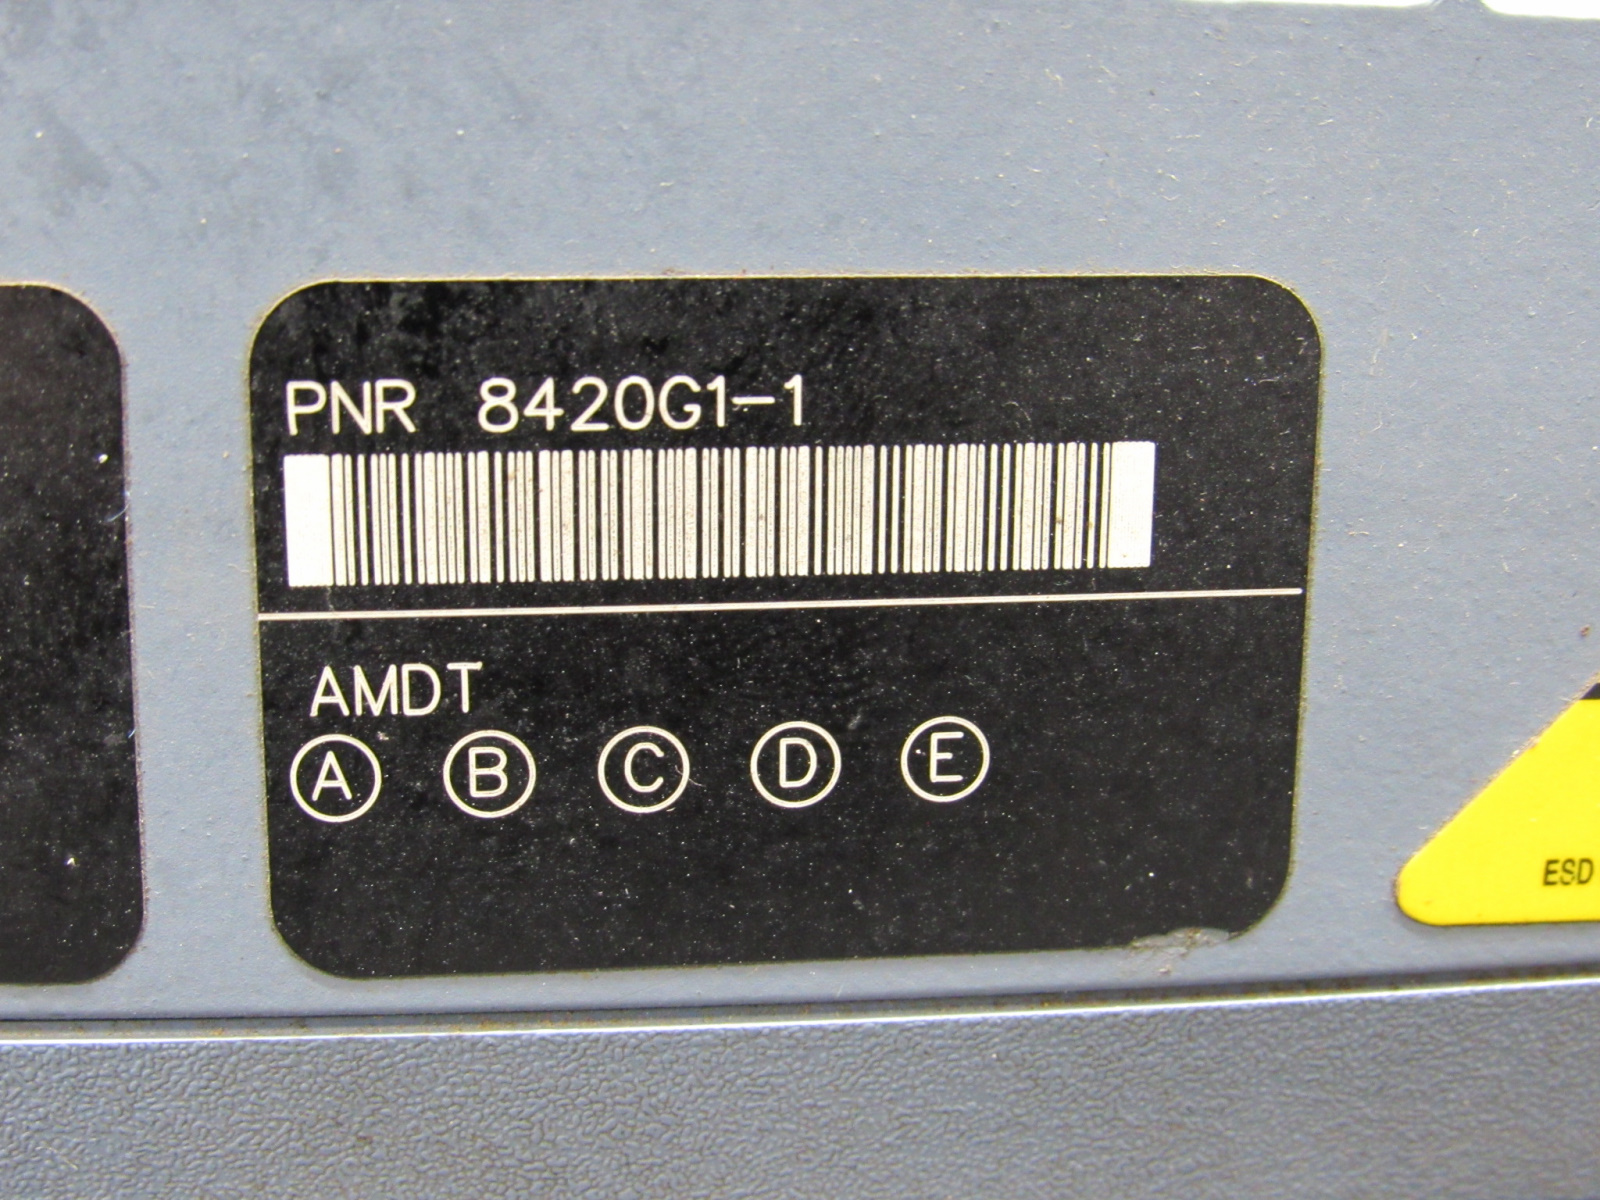 PNR 8420G1-1
AMDT
A B C D E
ESD